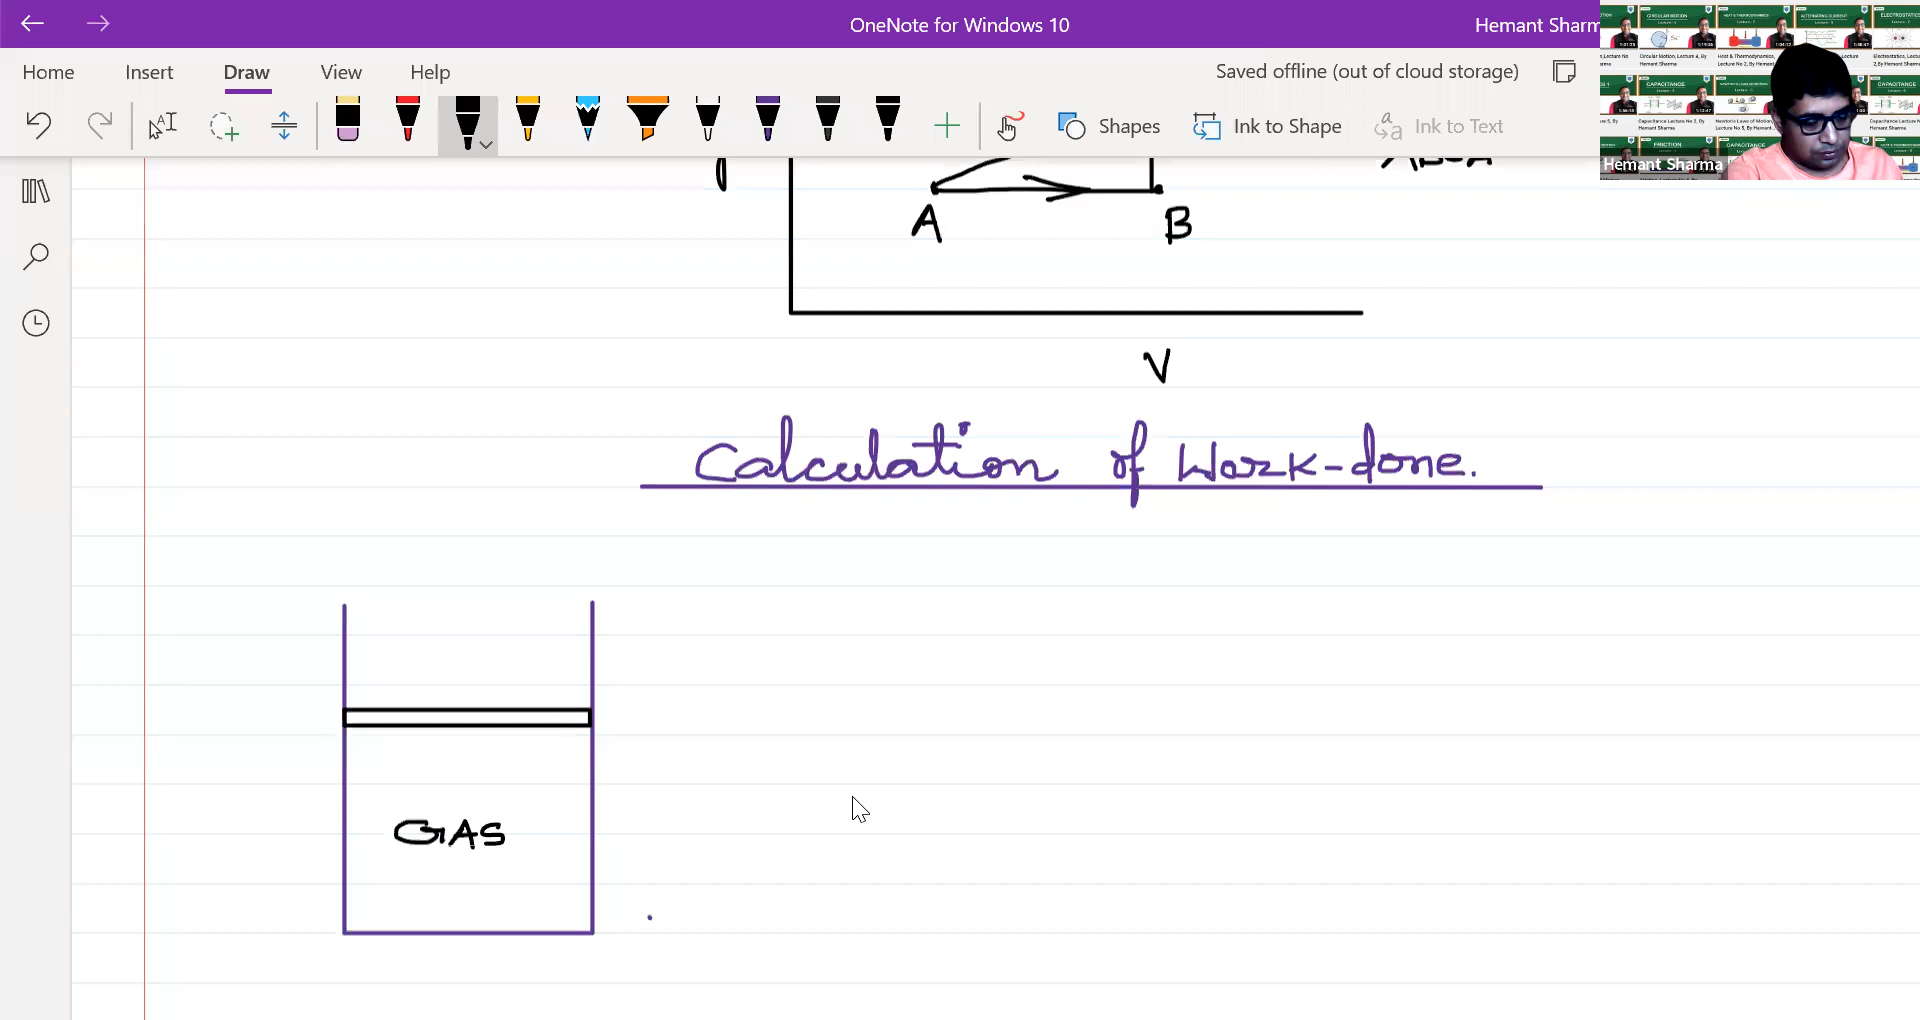 OneNote for Windows 10
Hemant Sharm
Home Insert Draw View Help
Saved offline (out of cloud storage)
Shapes Ink to Shape Ink to Text
Hemant Sharma
A B
V
Calculation of Work-done.
GAS